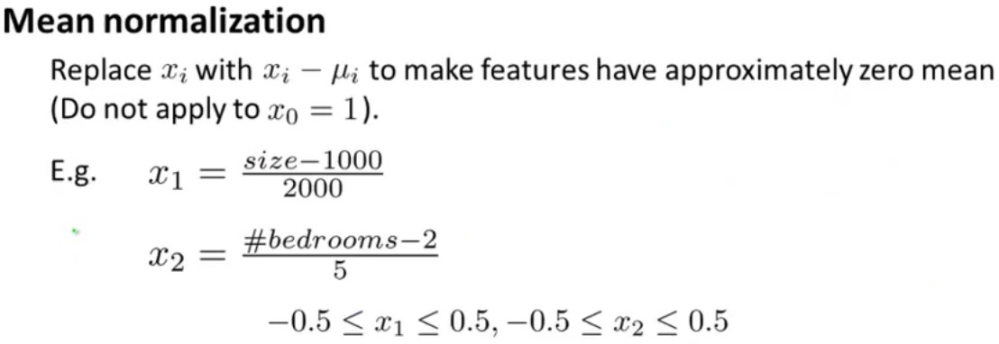 Mean normalization
Replace $x_i$ with $x_i - \mu_i$ to make features have approximately zero mean
(Do not apply to $x_0 = 1$).
E.g. $x_1 = \frac{size-1000}{2000}$
$x_2 = \frac{\#bedrooms-2}{5}$
$-0.5 \leq x_1 \leq 0.5, -0.5 \leq x_2 \leq 0.5$